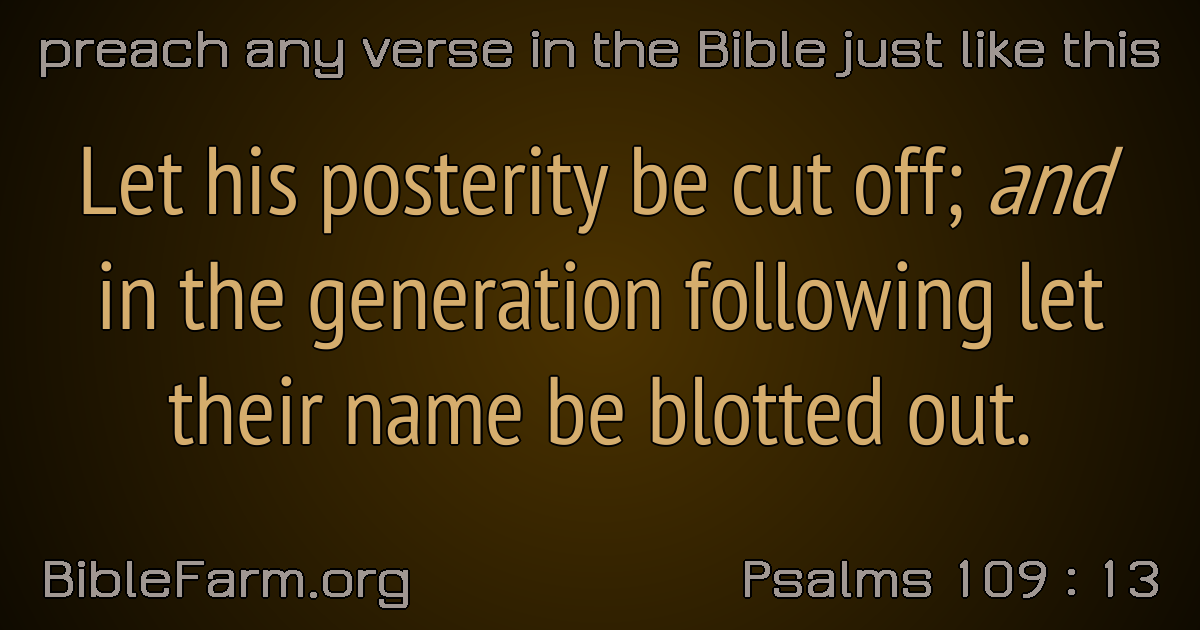 preach any verse in the Bible just like this
Let his posterity be cut off; and
in the generation following let
their name be blotted out.
BibleFarm.org
Psalms 109 : 13